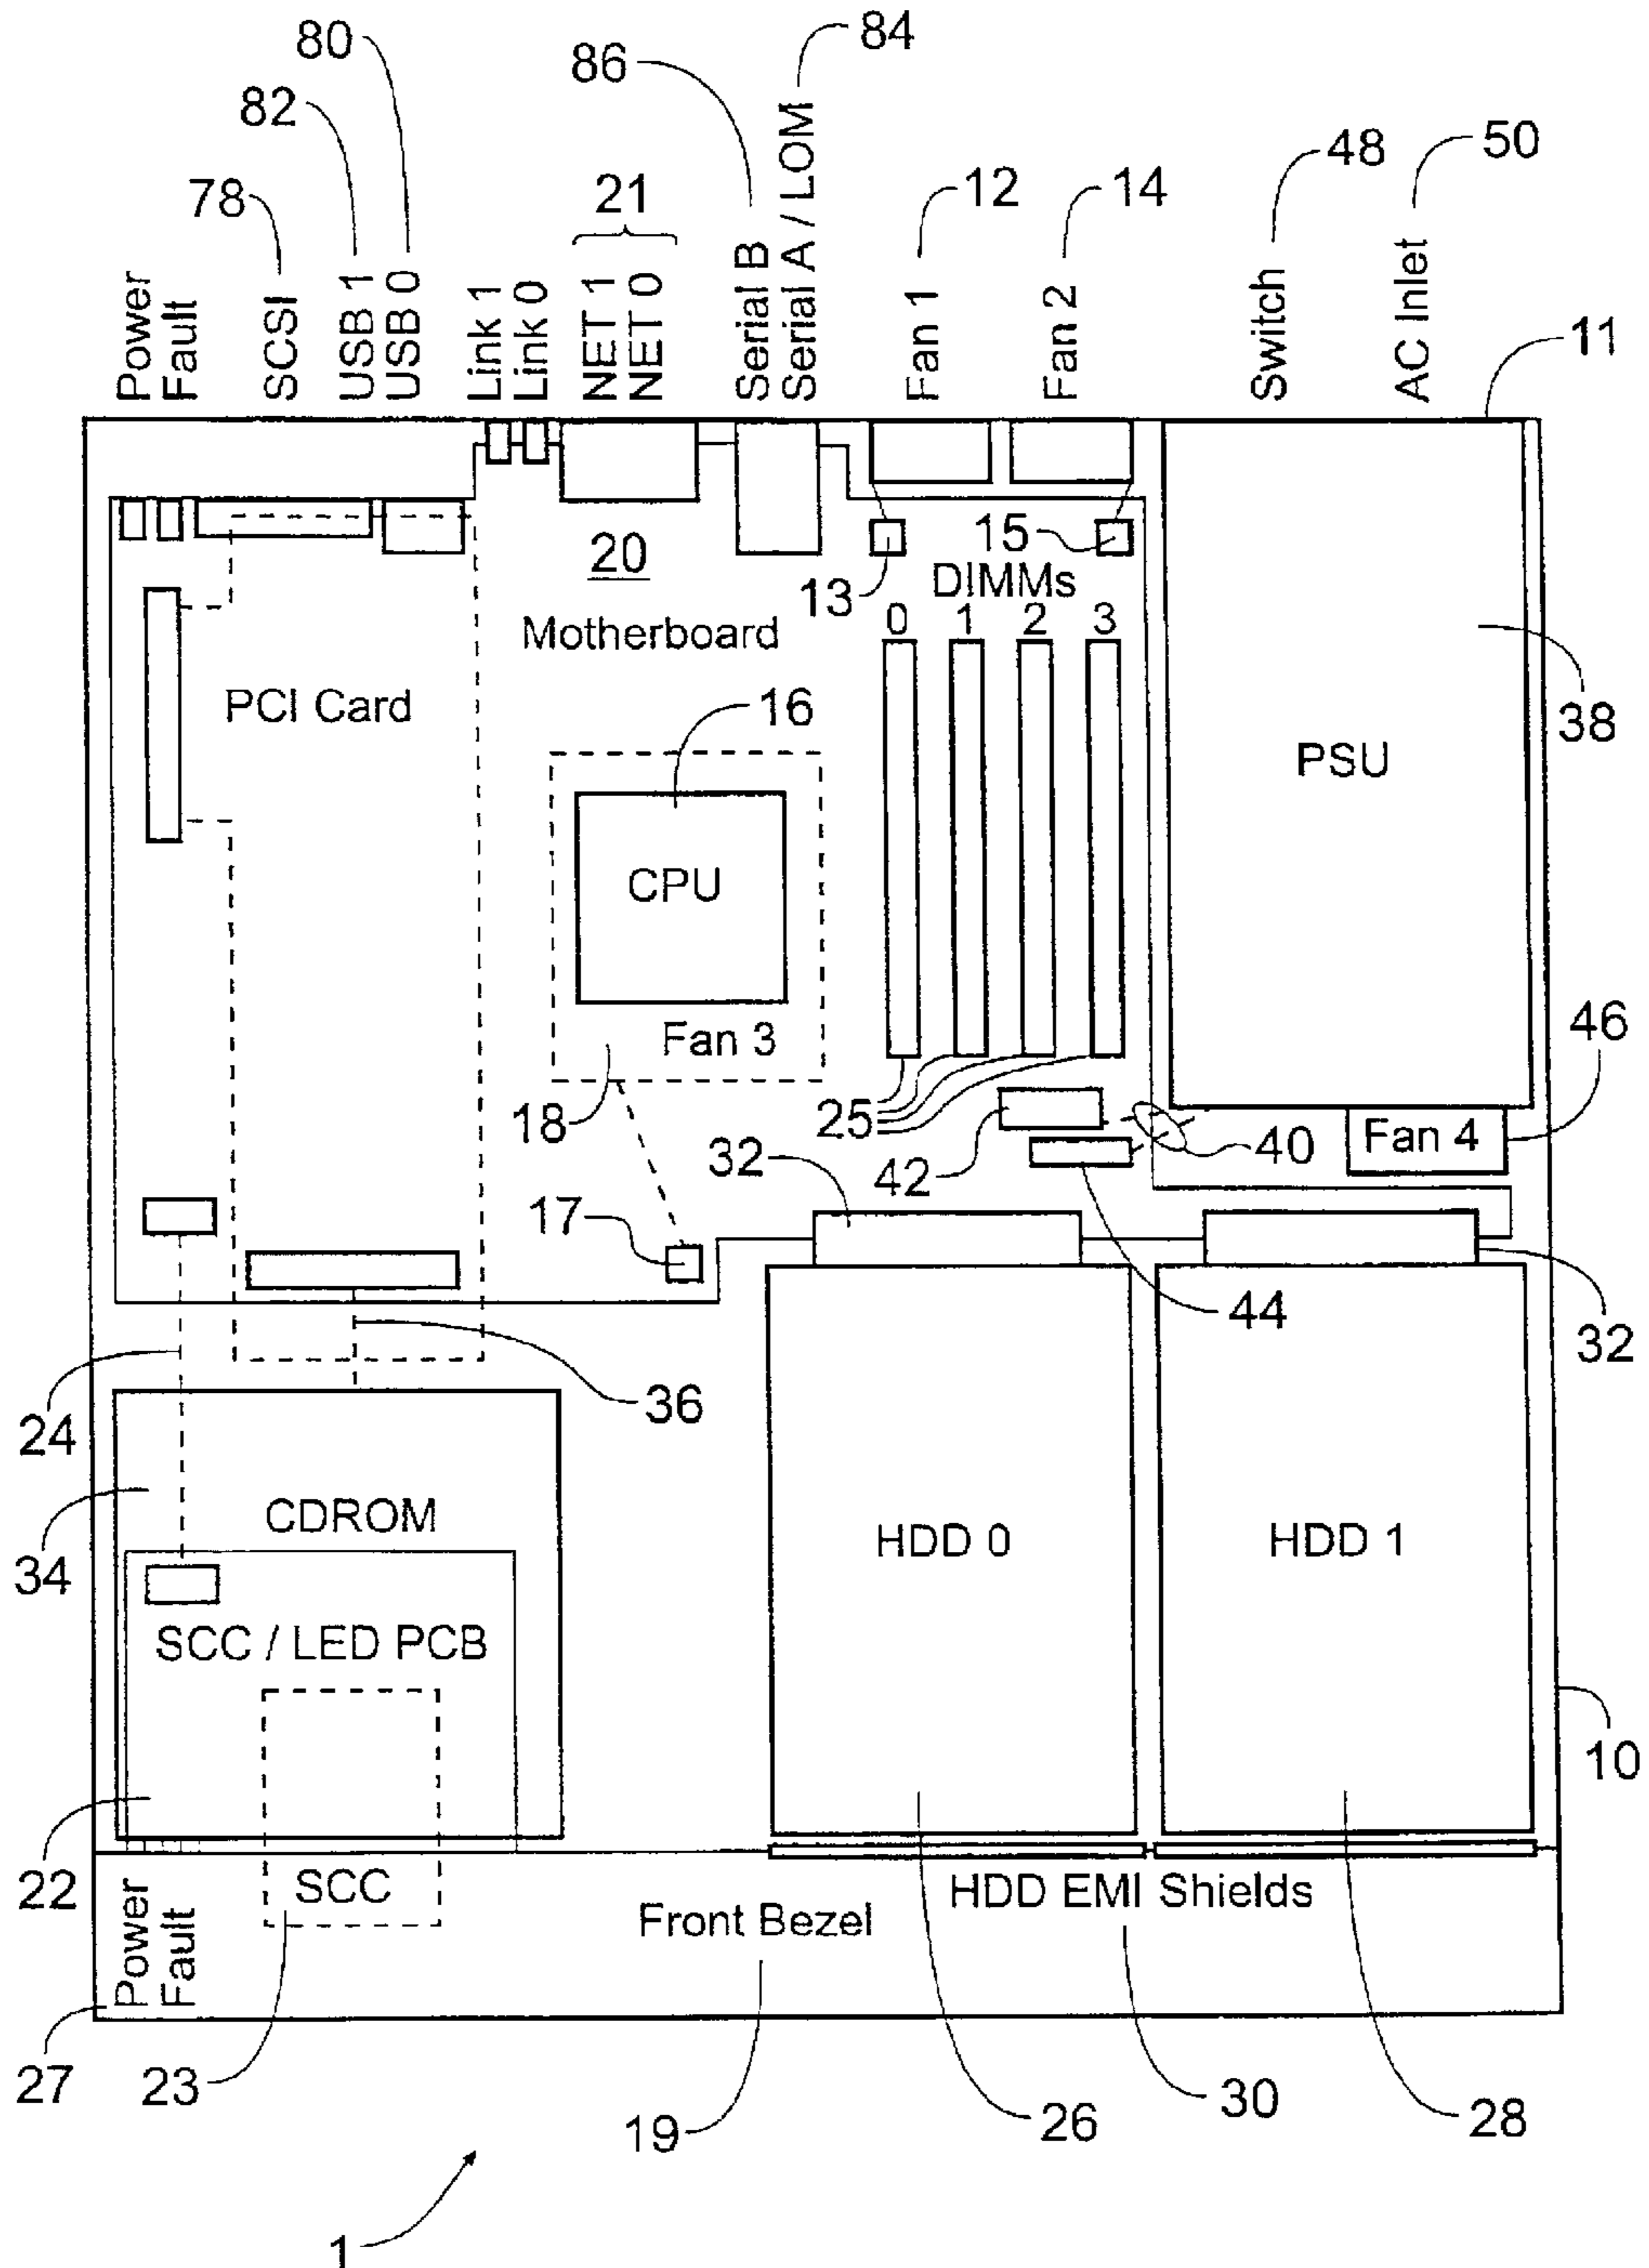 80
84
86
82
50
48
12
14
21
78
Power
Fault
SCSI
USB 1
USB 0
Link 1
Link 0
NET 1
NET 0
Serial B
Serial A / LOM
Fan 1
Fan 2
Switch
AC Inlet
11
20
15
13
DIMMs
0 1 2 3
Motherboard
PCI Card
16
38
PSU
CPU
Fan 3
46
18
25
Fan 4
40
32
42
17
44
32
24
36
CDROM
HDD 0
HDD 1
34
SCC / LED PCB
10
22
SCC
HDD EMI Shields
Front Bezel
Power
Fault
27
23
19
26
30
28
1